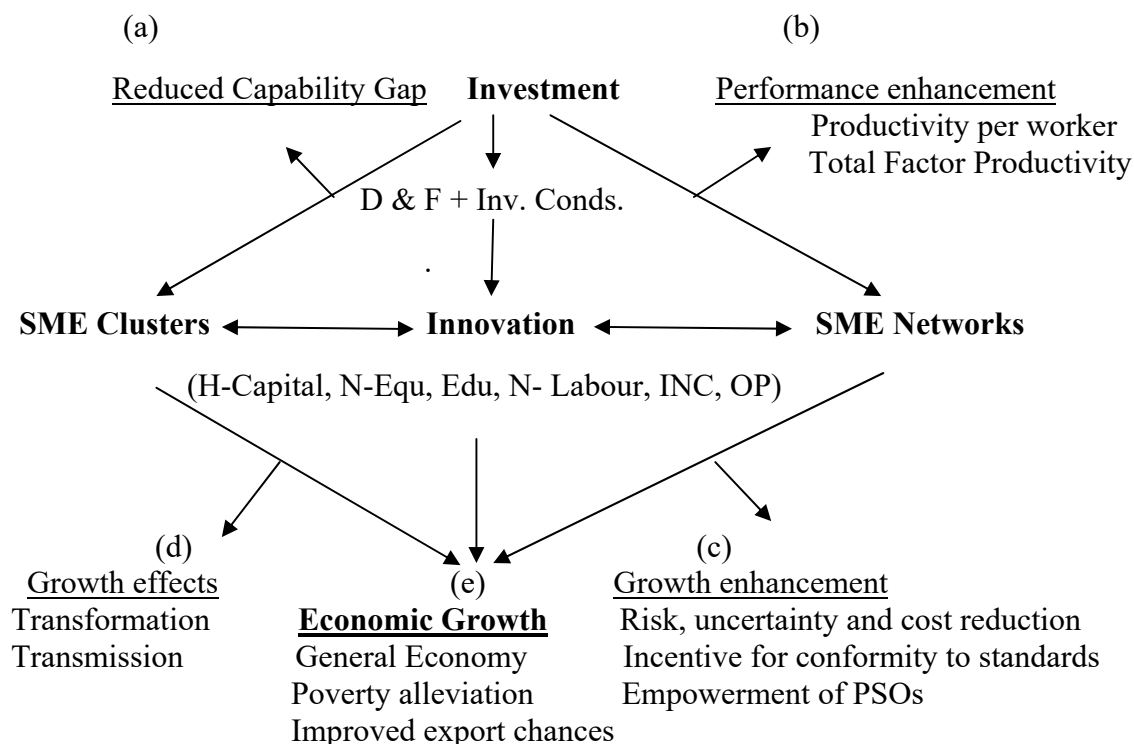 (a) (b)
Reduced Capability Gap Investment Performance enhancement
Productivity per worker
Total Factor Productivity
D & F + Inv. Conds.
.
SME Clusters Innovation SME Networks
(H-Capital, N-Equ, Edu, N- Labour, INC, OP)
(d) (c)
(e)
Growth effects Growth enhancement
Transformation Economic Growth Risk, uncertainty and cost reduction
Transmission General Economy Incentive for conformity to standards
Poverty alleviation Empowerment of PSOs
Improved export chances